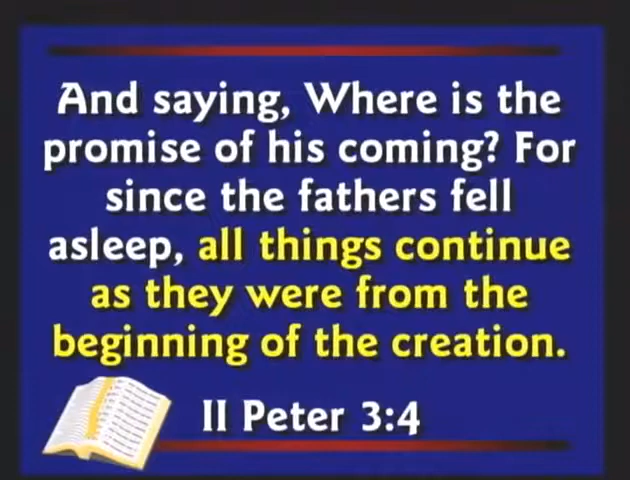 And saying, Where is the
promise of his coming? For
since the fathers fell
asleep, all things continue
as they were from the
beginning of the creation.
II Peter 3:4